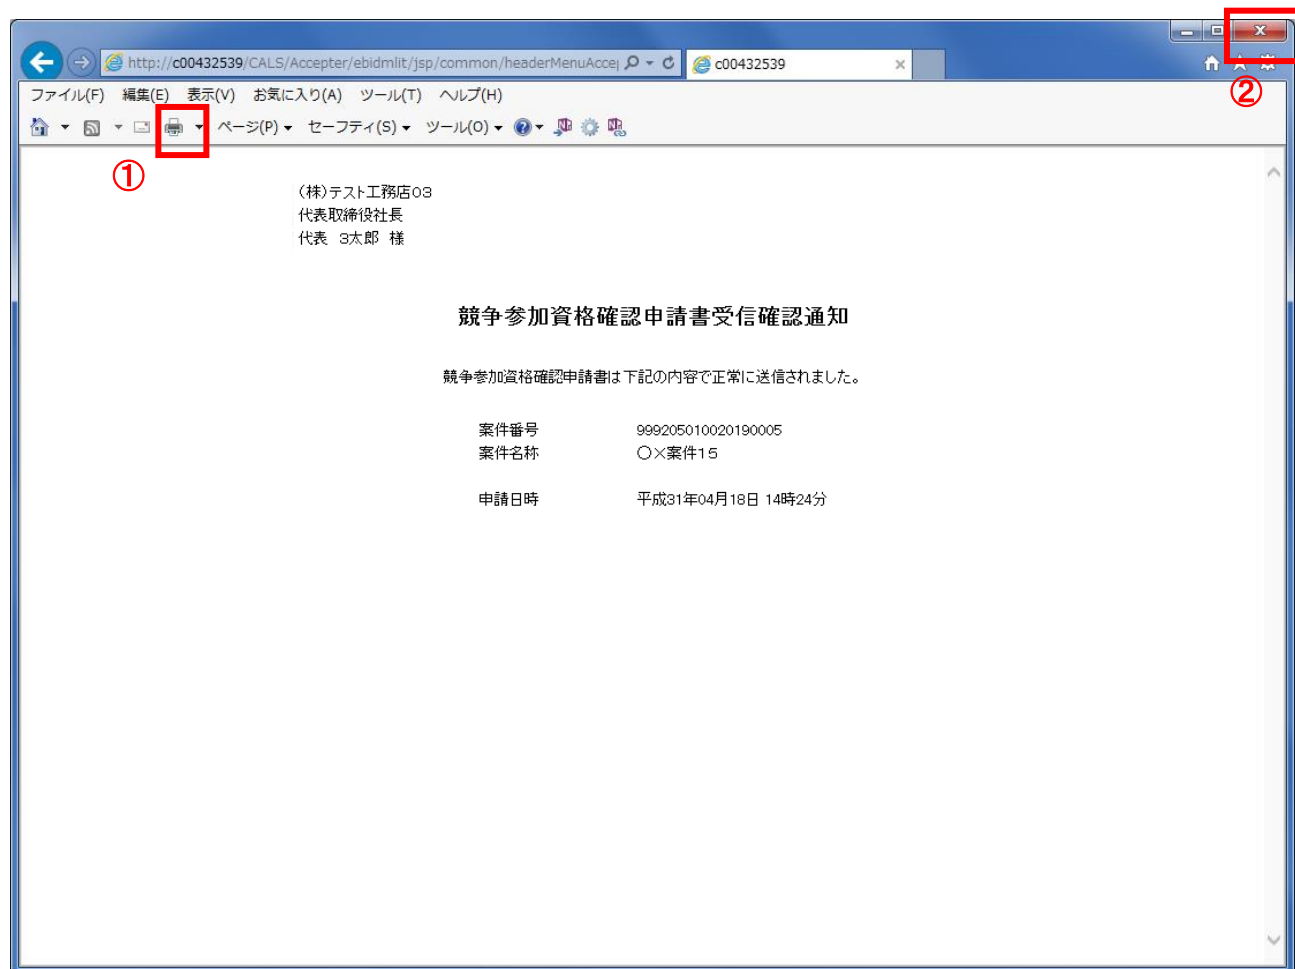 http://c00432539/CALS/Accepter/ebidmlit/jsp/common/headerMenuAccep
c00432539
②
ファイル(F) 編集(E) 表示(V) お気に入り(A) ツール(T) ヘルプ(H)
ページ(P) セーフティ(S) ツール(O)
①
(株)テスト工務店03
代表取締役社長
代表 3太郎 様
競争参加資格確認申請書受信確認通知
競争参加資格確認申請書は下記の内容で正常に送信されました。
案件番号 999205010020190005
案件名称 〇×案件15
申請日時 平成31年04月18日 14時24分